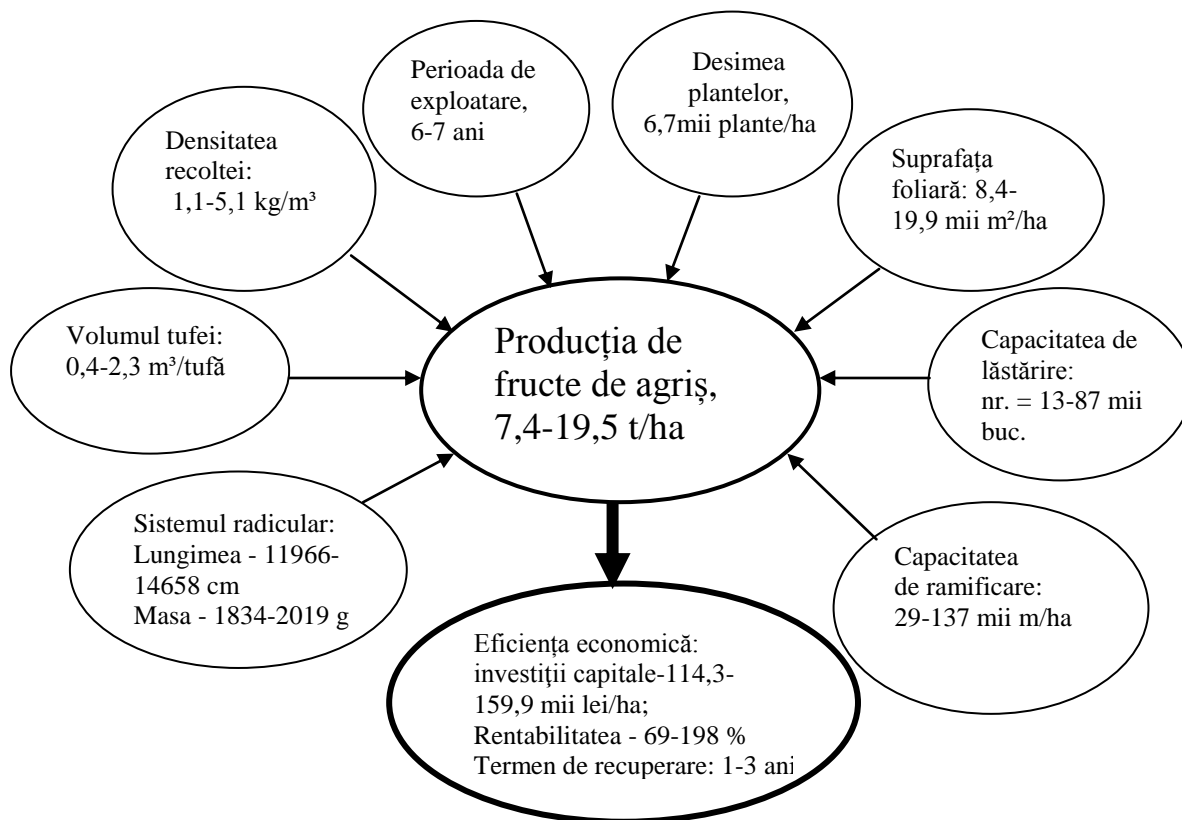 Perioada de
exploatare,
6-7 ani
Desimea
plantelor,
6,7mii plante/ha
Densitatea
recoltei:
1,1-5,1 kg/m³
Suprafața
foliară: 8,4-
19,9 mii m²/ha
Volumul tufei:
0,4-2,3 m³/tufă
Producția de
fructe de agriș,
7,4-19,5 t/ha
Capacitatea de
lăstărire:
nr. = 13-87 mii
buc.
Sistemul radicular:
Lungimea - 11966-
14658 cm
Masa - 1834-2019 g
Capacitatea
de ramificare:
29-137 mii m/ha
Eficiența economică:
investiţii capitale-114,3-
159,9 mii lei/ha;
Rentabilitatea - 69-198 %
Termen de recuperare: 1-3 ani